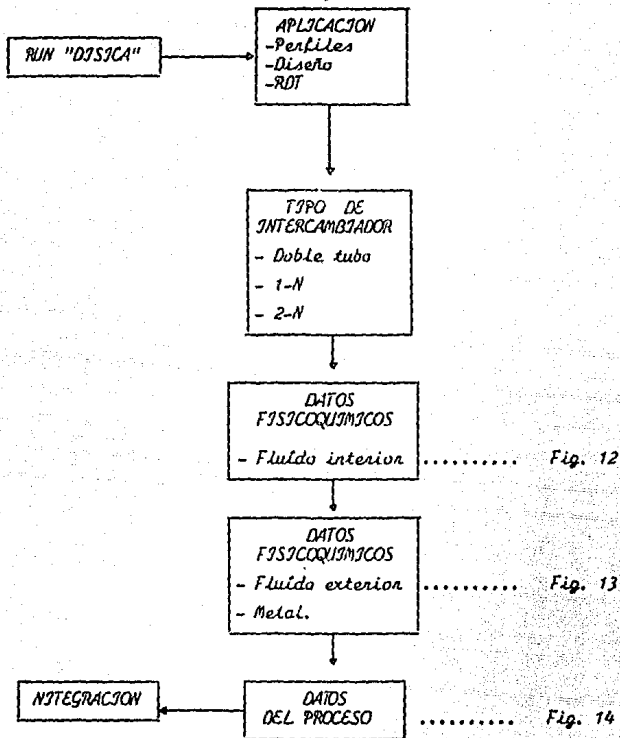 RUN "DISICA"
APLICACION
-Perfiles
-Diseño
-RDT
TIPO DE
INTERCAMBIADOR
- Doble tubo
- 1-N
- 2-N
DATOS
FISICOQUIMICOS
- Fluído interior .......... Fig. 12
DATOS
FISICOQUIMICOS
- Fluído exterior .......... Fig. 13
- Metal.
NITEGRACION
DATOS
DEL PROCESO .......... Fig. 14